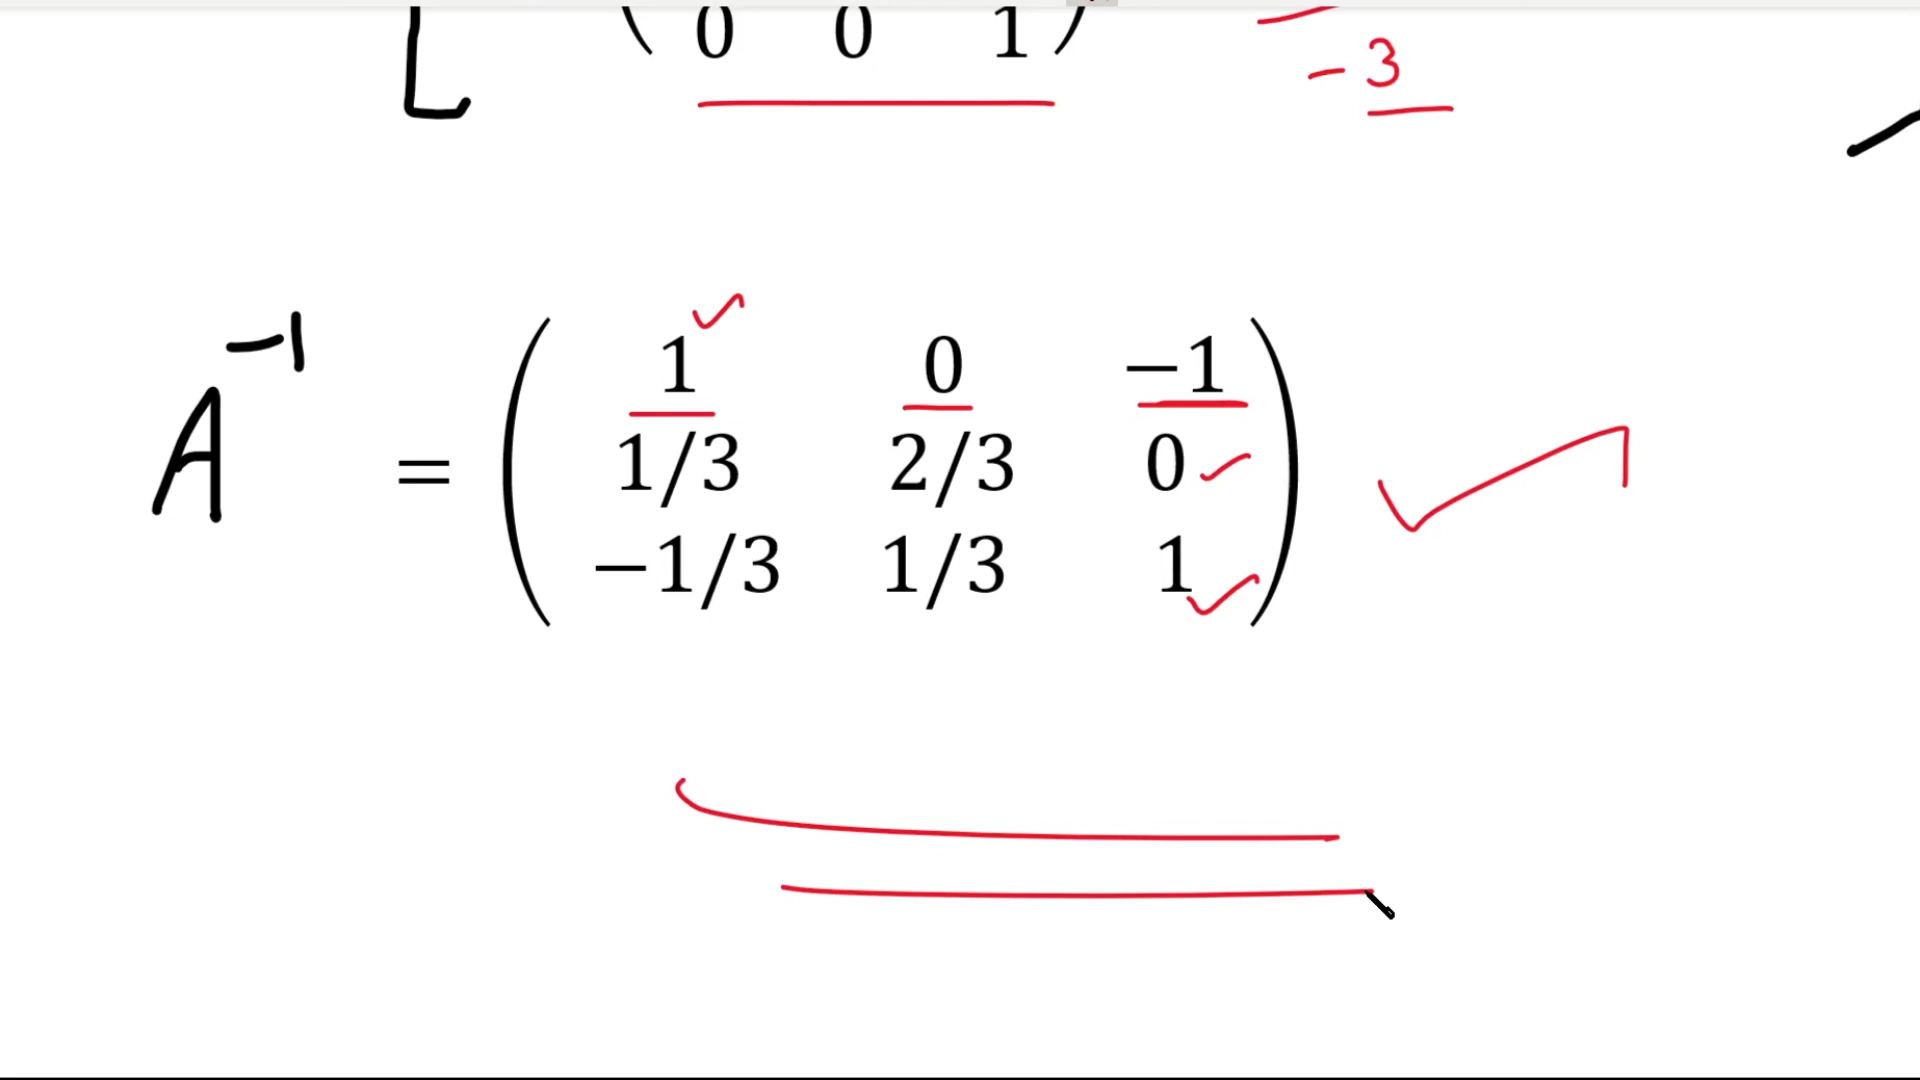 0 0 1
- 3
A⁻¹ = ( 1 0 −1
1/3 2/3 0
−1/3 1/3 1 )